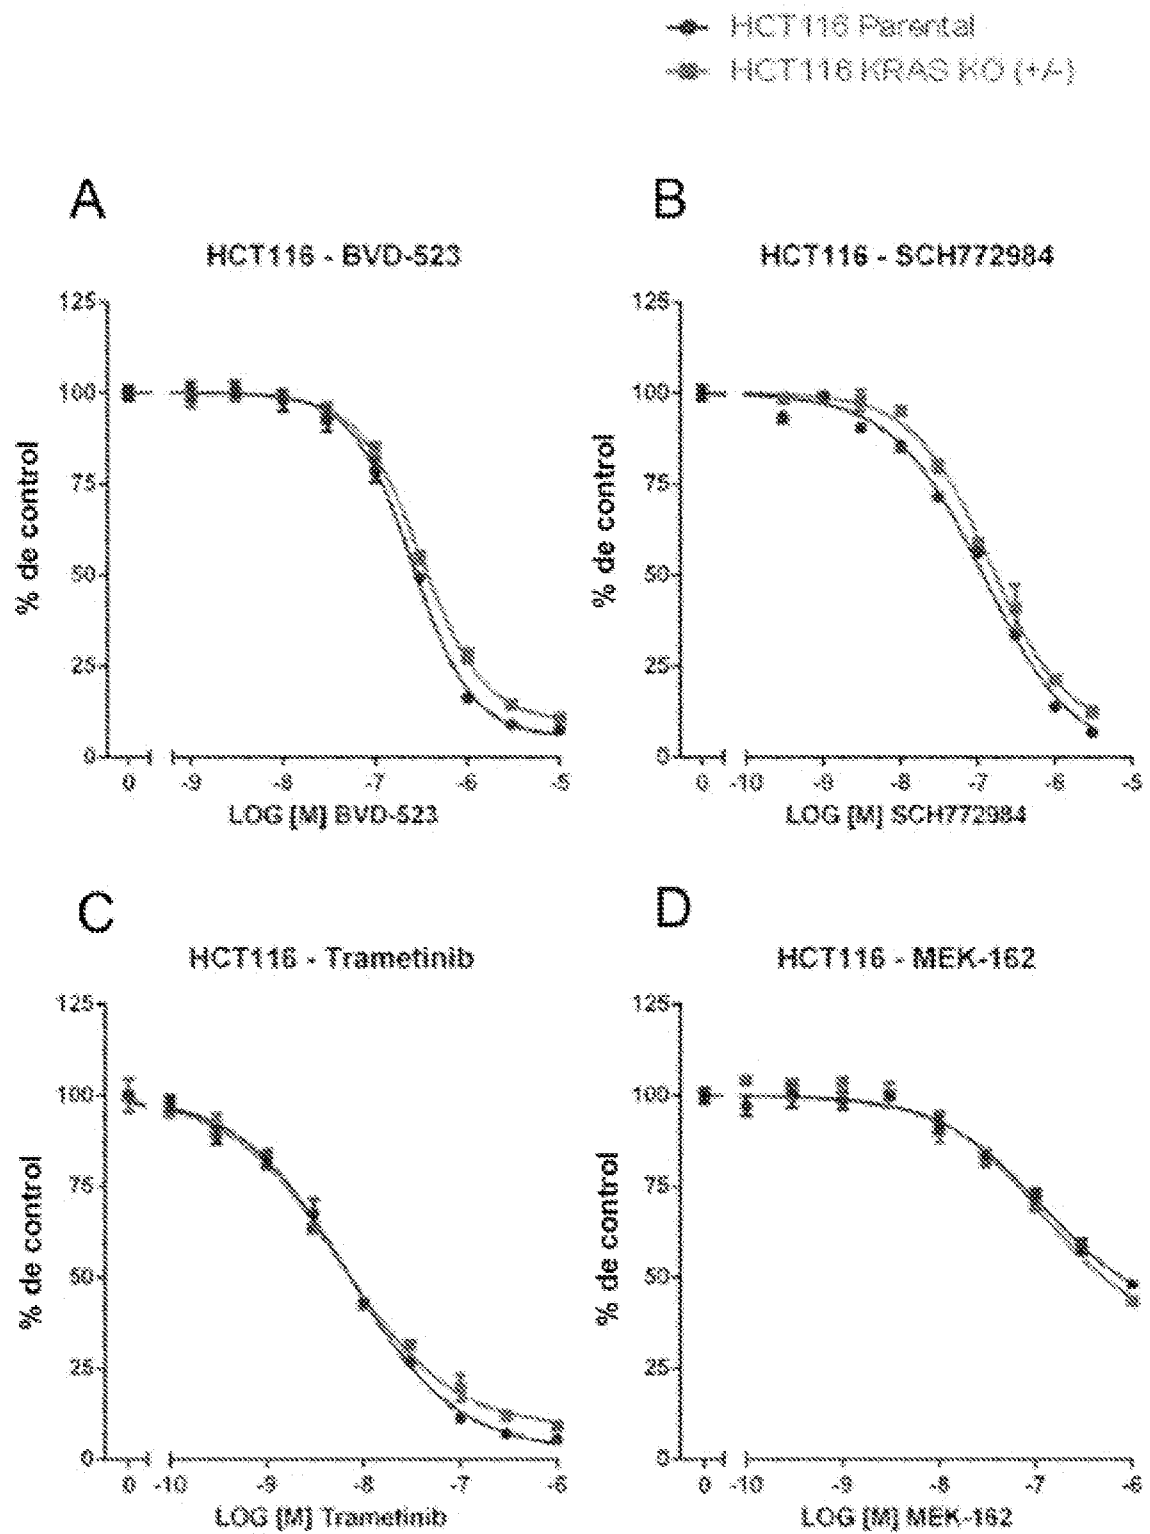 HCT116 Parental
HCT116 KRAS KO (+/-)
A
HCT116 - BVD-523
125
100
75
50
25
0
% de control
0 -9 -8 -7 -6 -5
LOG [M] BVD-523
B
HCT116 - SCH772984
125
100
75
50
25
0
% de control
0 -10 -9 -8 -7 -6 -5
LOG [M] SCH772984
C
HCT116 - Trametinib
125
100
75
50
25
0
% de control
0 -10 -9 -8 -7 -6
LOG [M] Trametinib
D
HCT116 - MEK-162
125
100
75
50
25
0
% de control
0 -10 -9 -8 -7 -6
LOG [M] MEK-162